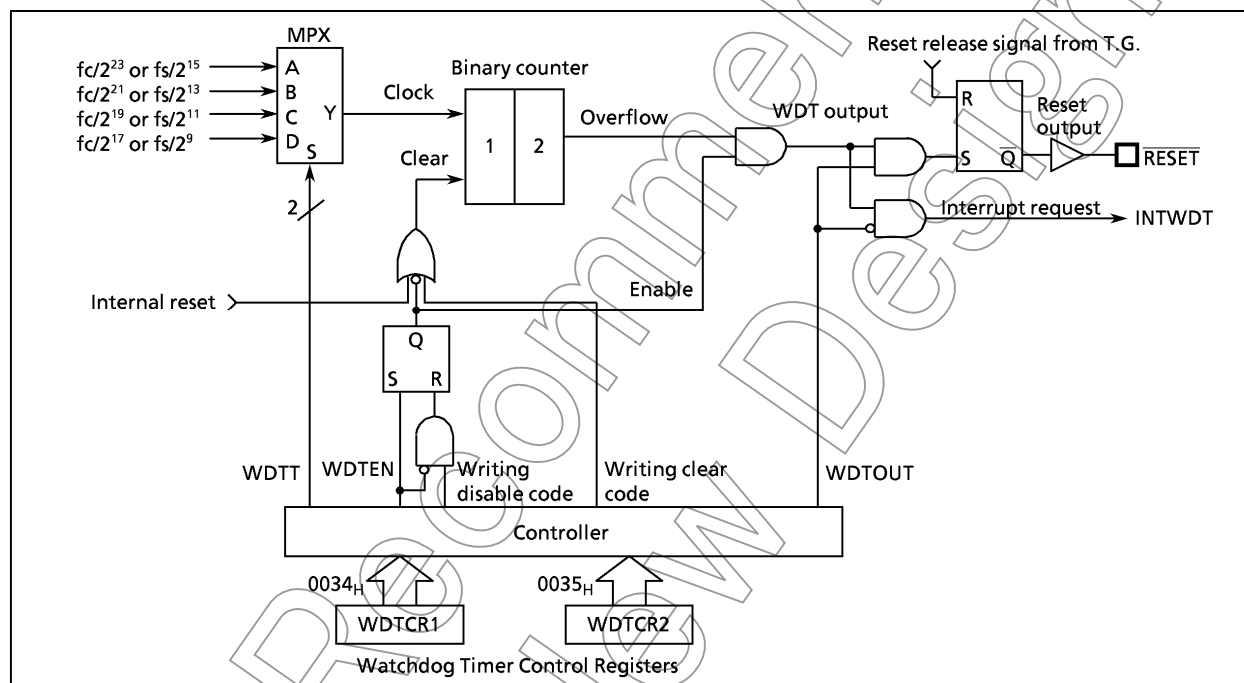 MPX
Reset release signal from T.G.
fc/2²³ or fs/2¹⁵
A
fc/2²¹ or fs/2¹³
B
fc/2¹⁹ or fs/2¹¹
C
fc/2¹⁷ or fs/2⁹
D
S
Y
Clock
Clear
Binary counter
1
2
Overflow
WDT output
R
S
Q̅
Reset
output
R̅E̅S̅E̅T̅
2
Interrupt request
INTWDT
Internal reset
Enable
Q
S
R
WDTT
WDTEN
Writing
disable code
Writing clear
code
WDTOUT
Controller
0034H
0035H
WDTCR1
WDTCR2
Watchdog Timer Control Registers
Recommen
ew Design